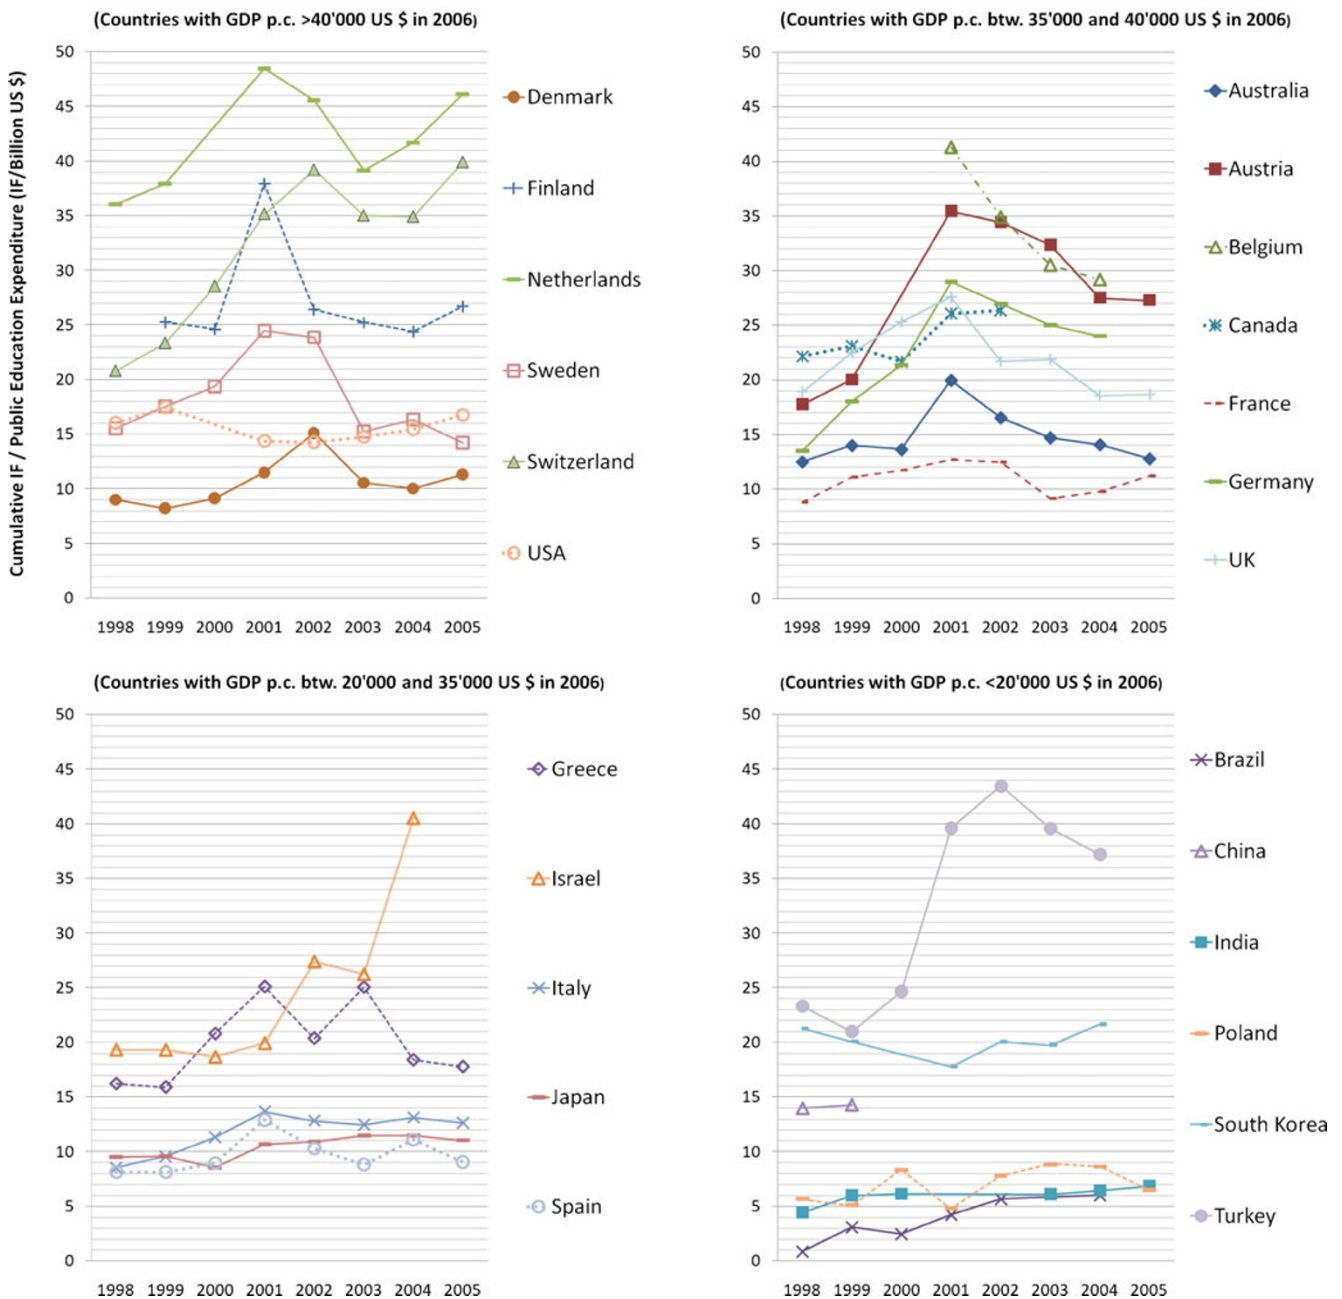 (Countries with GDP p.c. >40'000 US $ in 2006)
Cumulative IF / Public Education Expenditure (IF/Billion US $)
50
45
40
35
30
25
20
15
10
5
0
1998 1999 2000 2001 2002 2003 2004 2005
Denmark
Finland
Netherlands
Sweden
Switzerland
USA
(Countries with GDP p.c. btw. 35'000 and 40'000 US $ in 2006)
50
45
40
35
30
25
20
15
10
5
0
1998 1999 2000 2001 2002 2003 2004 2005
Australia
Austria
Belgium
Canada
France
Germany
UK
(Countries with GDP p.c. btw. 20'000 and 35'000 US $ in 2006)
50
45
40
35
30
25
20
15
10
5
0
1998 1999 2000 2001 2002 2003 2004 2005
Greece
Israel
Italy
Japan
Spain
(Countries with GDP p.c. <20'000 US $ in 2006)
50
45
40
35
30
25
20
15
10
5
0
1998 1999 2000 2001 2002 2003 2004 2005
Brazil
China
India
Poland
South Korea
Turkey